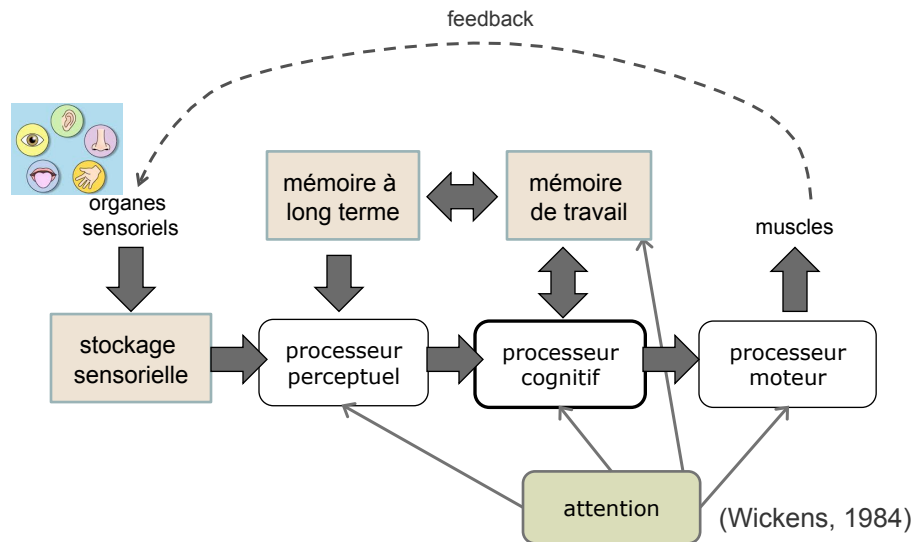 feedback
organes
sensoriels
mémoire à
long terme
mémoire
de travail
muscles
stockage
sensorielle
processeur
perceptuel
processeur
cognitif
processeur
moteur
attention
(Wickens, 1984)